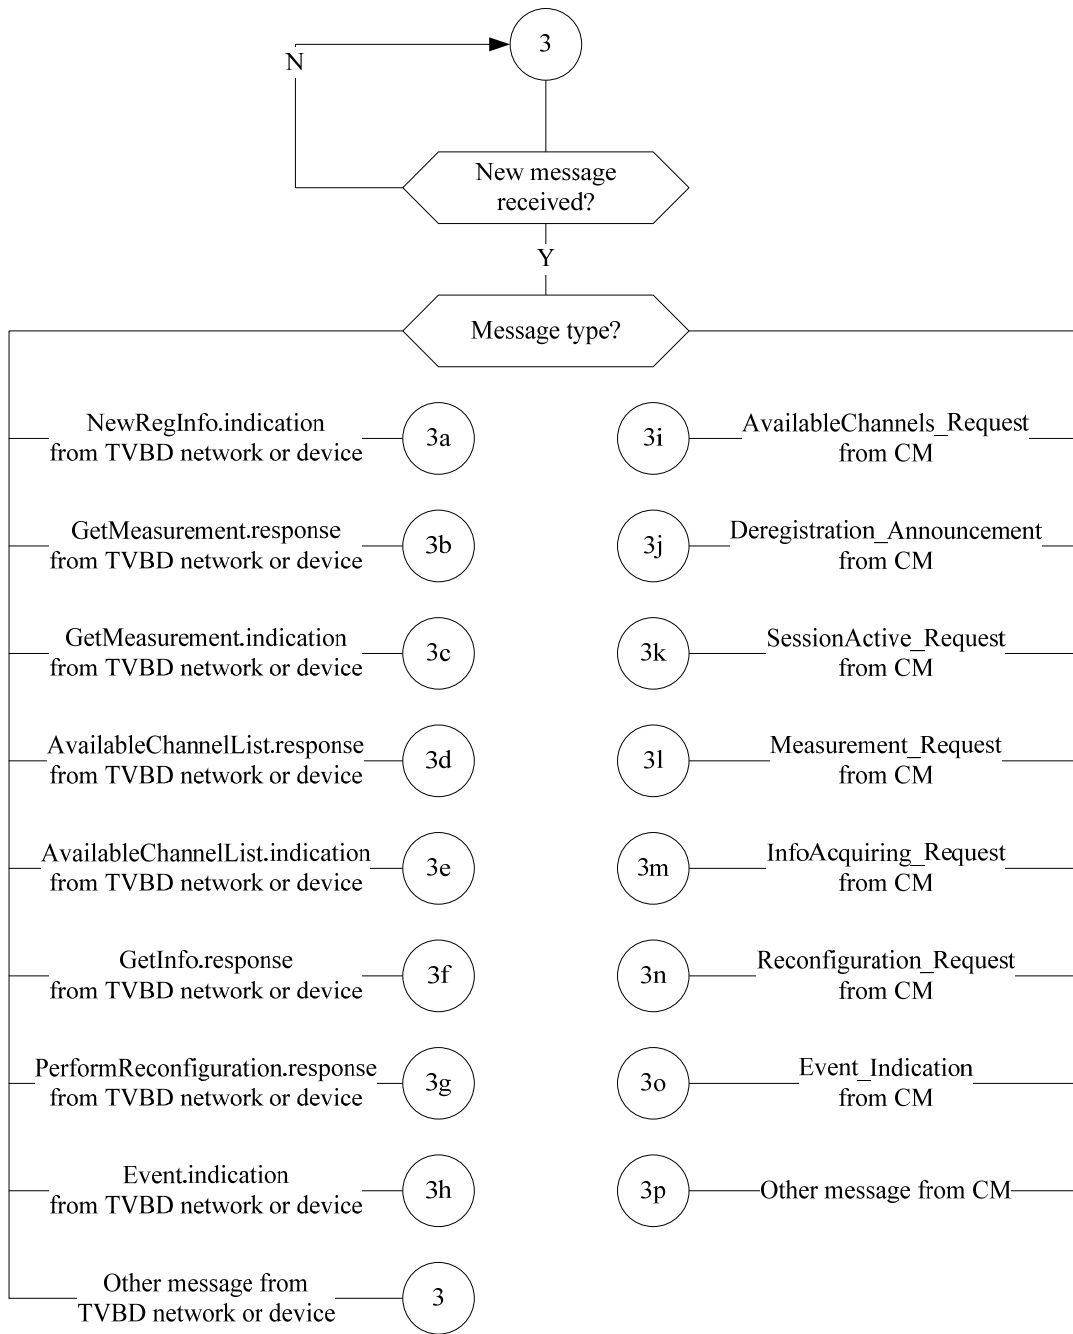 3
N
New message
received?
Y
Message type?
NewRegInfo.indication
from TVBD network or device
3a
3i
AvailableChannels_Request
from CM
GetMeasurement.response
from TVBD network or device
3b
3j
Deregistration_Announcement
from CM
GetMeasurement.indication
from TVBD network or device
3c
3k
SessionActive_Request
from CM
AvailableChannelList.response
from TVBD network or device
3d
3l
Measurement_Request
from CM
AvailableChannelList.indication
from TVBD network or device
3e
3m
InfoAcquiring_Request
from CM
GetInfo.response
from TVBD network or device
3f
3n
Reconfiguration_Request
from CM
PerformReconfiguration.response
from TVBD network or device
3g
3o
Event_Indication
from CM
Event.indication
from TVBD network or device
3h
3p
Other message from CM
Other message from
TVBD network or device
3